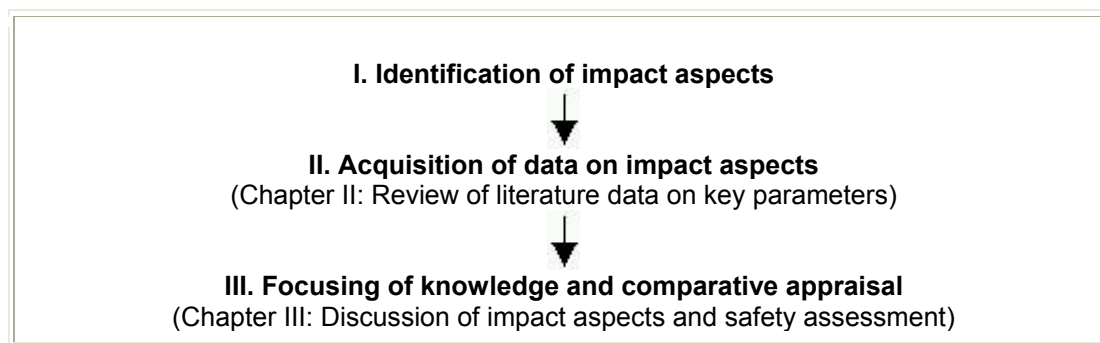 I. Identification of impact aspects
II. Acquisition of data on impact aspects
(Chapter II: Review of literature data on key parameters)
III. Focusing of knowledge and comparative appraisal
(Chapter III: Discussion of impact aspects and safety assessment)